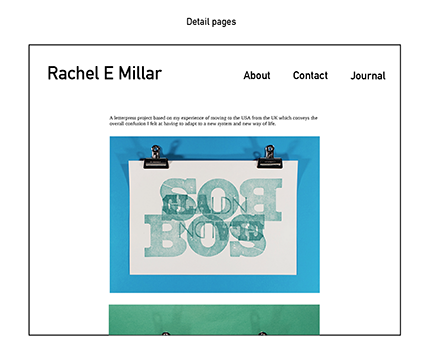 Detail pages
Rachel E Millar
About Contact Journal
A letterpress project based on my experience of moving to the USA from the UK which conveys the
overall confusion I felt at having to adapt to a new system and new way of life.
BOS